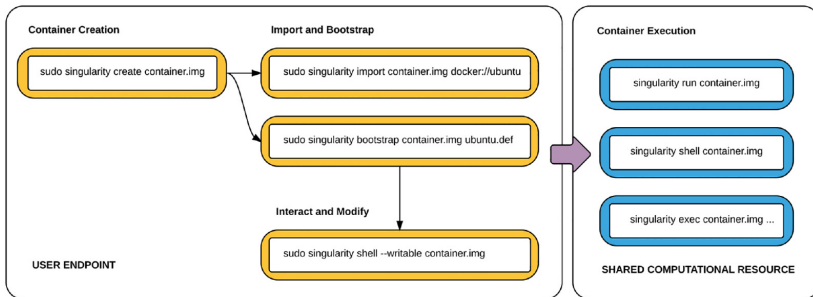 Container Creation
sudo singularity create container.img
Import and Bootstrap
sudo singularity import container.img docker://ubuntu
sudo singularity bootstrap container.img ubuntu.def
Interact and Modify
sudo singularity shell --writable container.img
USER ENDPOINT
Container Execution
singularity run container.img
singularity shell container.img
singularity exec container.img ...
SHARED COMPUTATIONAL RESOURCE